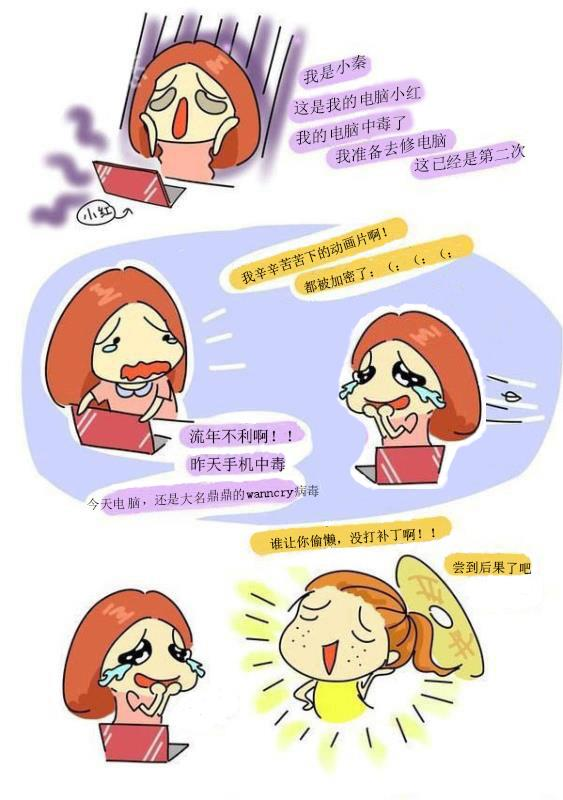 我是小秦
这是我的电脑小红
我的电脑中毒了
我准备去修电脑
这已经是第二次
小红
我辛辛苦苦下的动画片啊！
都被加密了；（；（；（；
流年不利啊！！
昨天手机中毒
今天电脑，还是大名鼎鼎的wanncry病毒
谁让你偷懒，没打补丁啊！！
尝到后果了吧